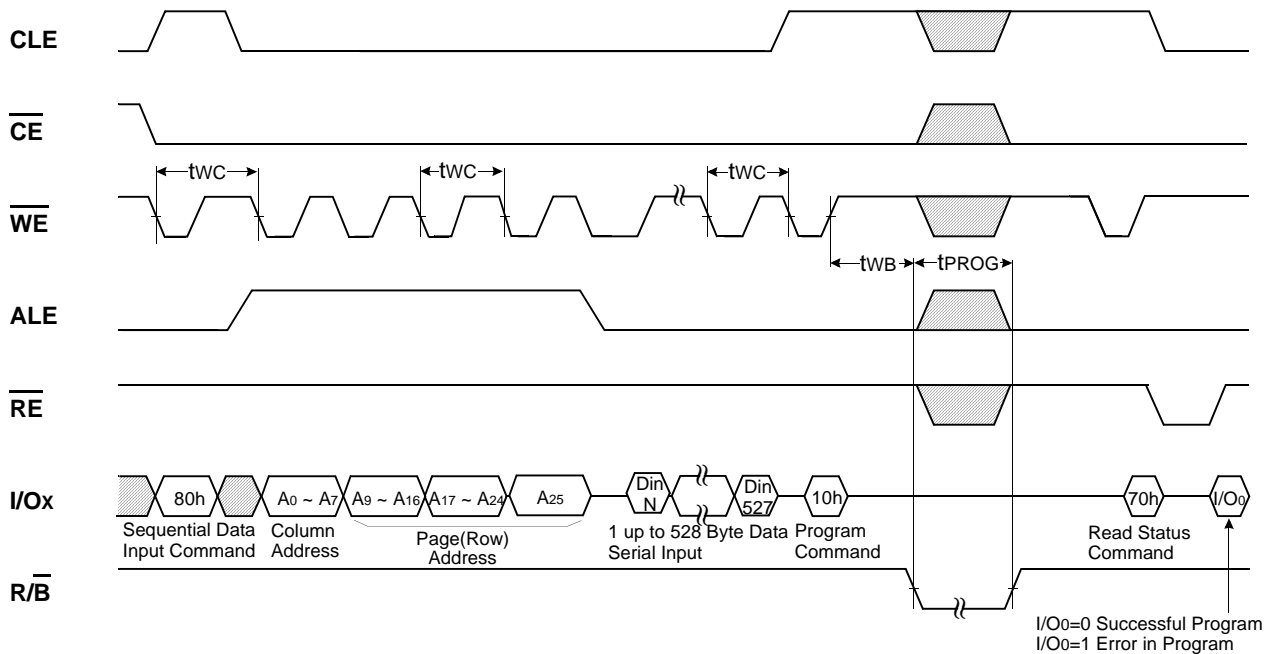 CLE
CE
tWC tWC tWC
WE
tWB tPROG
ALE
RE
I/Ox
80h A0 ~ A7 A9 ~ A16 A17 ~ A24 A25 Din N Din 527 10h 70h I/O0
Sequential Data Input Command
Column Address
Page(Row) Address
1 up to 528 Byte Data Serial Input
Program Command
Read Status Command
R/B
I/O0=0 Successful Program
I/O0=1 Error in Program